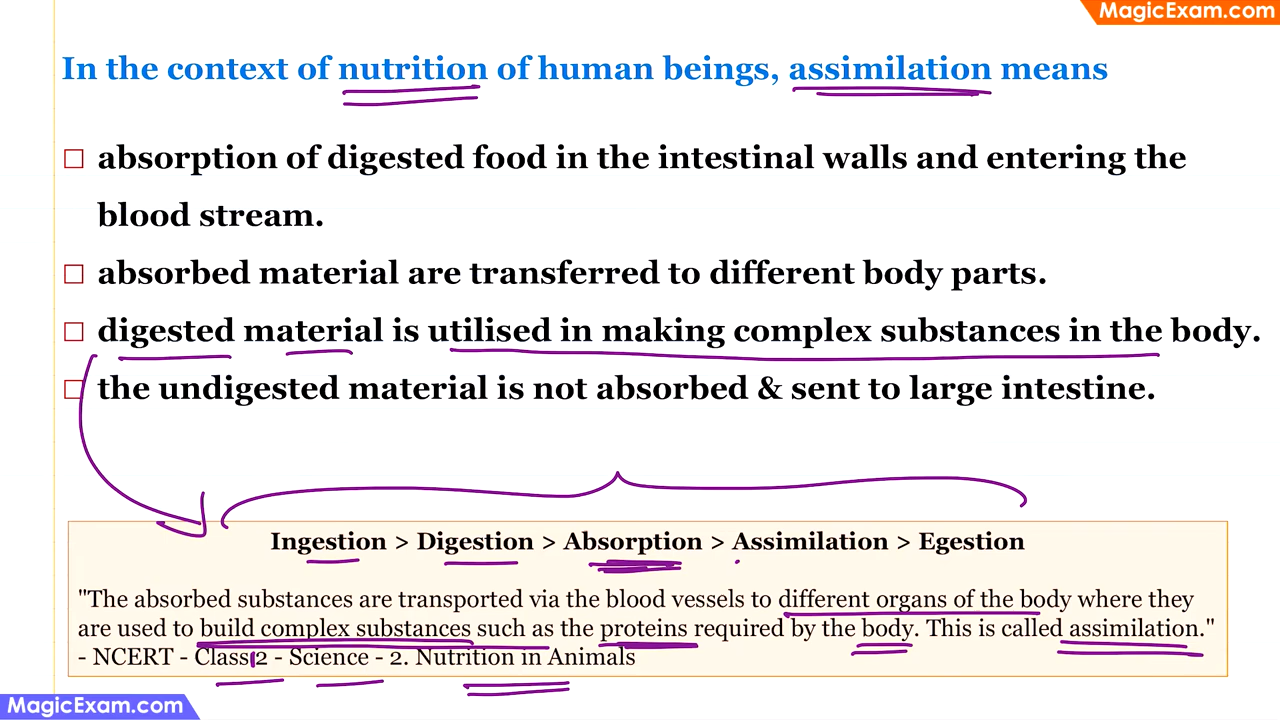 MagicExam.com
In the context of nutrition of human beings, assimilation means
absorption of digested food in the intestinal walls and entering the
blood stream.
absorbed material are transferred to different body parts.
digested material is utilised in making complex substances in the body.
the undigested material is not absorbed & sent to large intestine.
Ingestion > Digestion > Absorption > Assimilation > Egestion
"The absorbed substances are transported via the blood vessels to different organs of the body where they
are used to build complex substances such as the proteins required by the body. This is called assimilation."
- NCERT - Class 2 - Science - 2. Nutrition in Animals
MagicExam.com